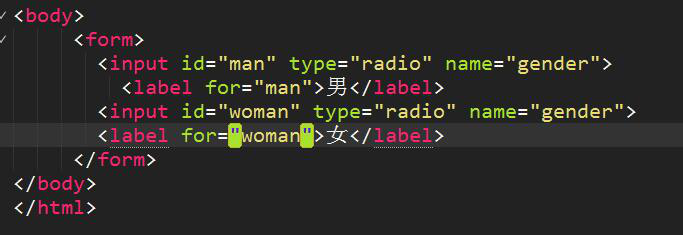 <body>
<form>
<input id="man" type="radio" name="gender">
<label for="man">男</label>
<input id="woman" type="radio" name="gender">
<label for="woman">女</label>
</form>
</body>
</html>